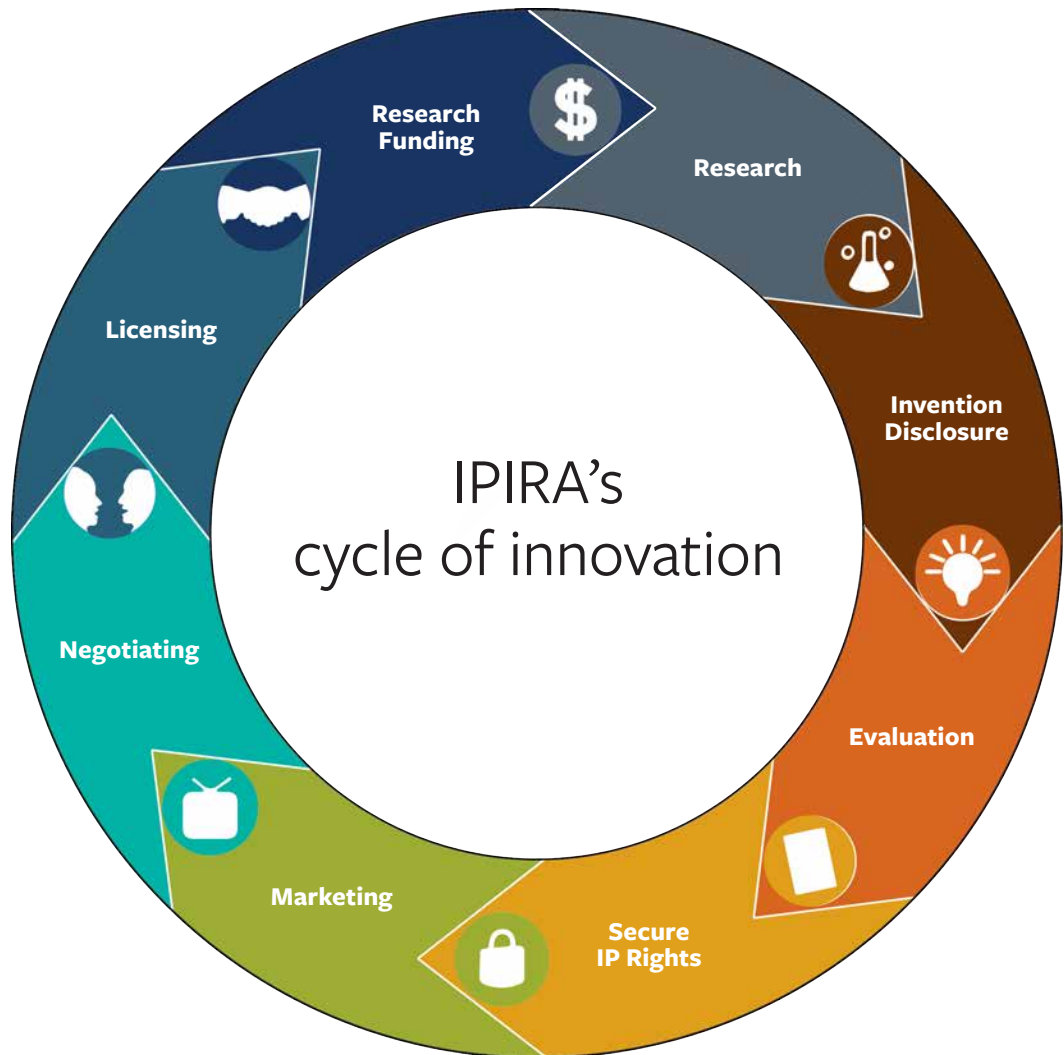 Research
Funding
$
Research
Invention
Disclosure
Evaluation
Secure
IP Rights
Marketing
Negotiating
Licensing
IPIRA's
cycle of innovation